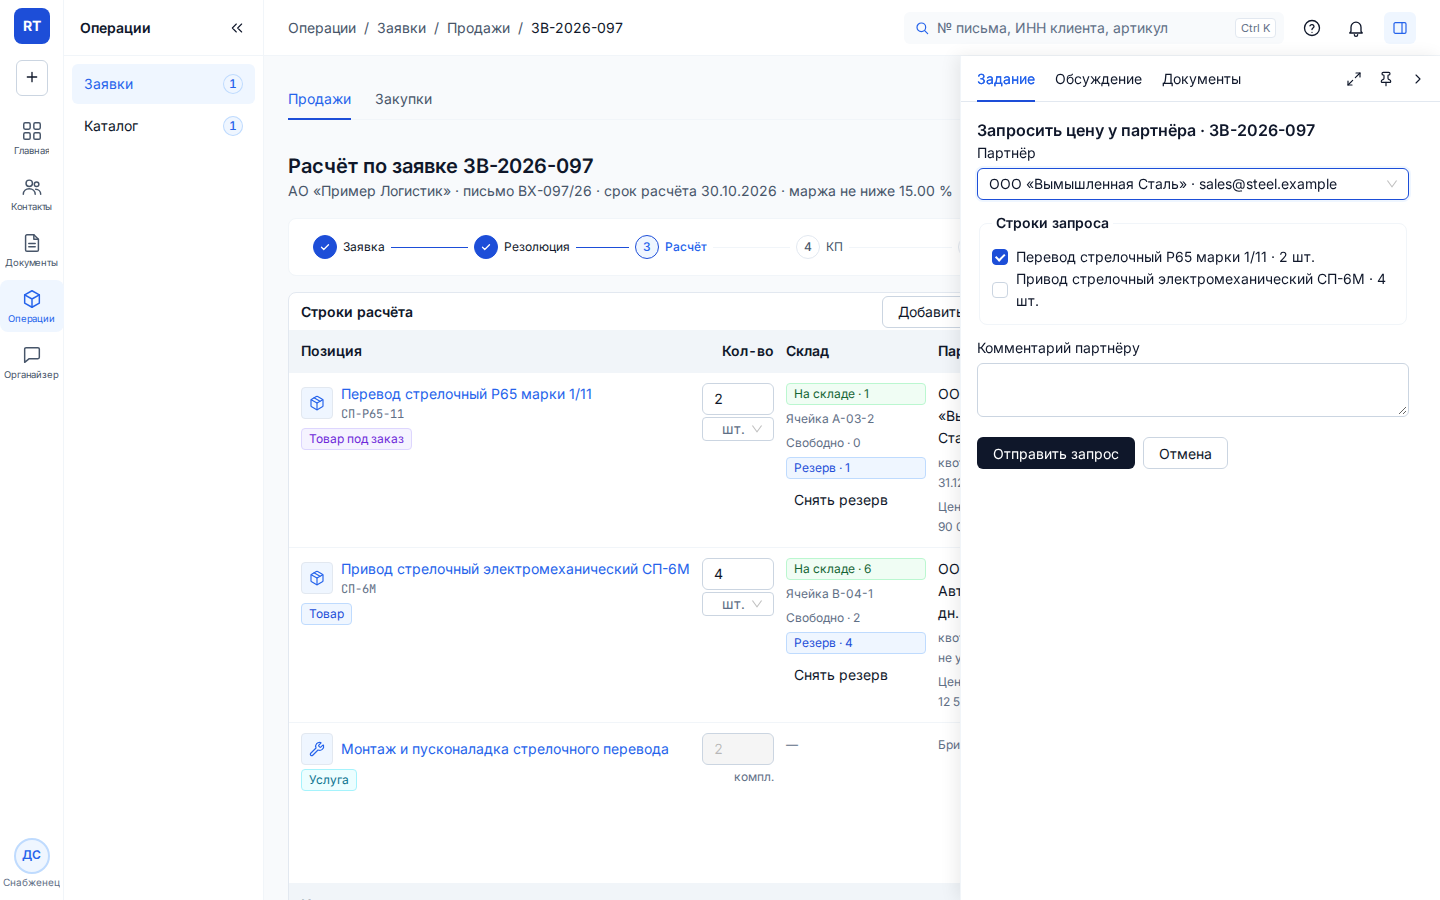 RT
Главная
Контакты
Документы
Операции
Органайзер
ДС
Снабженец
Операции
Заявки 1
Каталог 1
Операции / Заявки / Продажи / ЗВ-2026-097
№ письма, ИНН клиента, артикул Ctrl K
Продажи Закупки
Расчёт по заявке ЗВ-2026-097
АО «Пример Логистик» · письмо ВХ-097/26 · срок расчёта 30.10.2026 · маржа не ниже 15.00 %
Заявка Резолюция 3 Расчёт 4 КП
Строки расчёта
Добавить
Позиция Кол-во Склад
Перевод стрелочный Р65 марки 1/11
СП-Р65-11
Товар под заказ
2
шт.
На складе · 1
Ячейка A-03-2
Свободно · 0
Резерв · 1
Снять резерв
ООО
31.12
90 0
Привод стрелочный электромеханический СП-6М
СП-6М
Товар
4
шт.
На складе · 6
Ячейка B-04-1
Свободно · 2
Резерв · 4
Снять резерв
дн.
12 5
Монтаж и пусконаладка стрелочного перевода
Услуга
2
компл.
—
Задание Обсуждение Документы
Запросить цену у партнёра · ЗВ-2026-097
Партнёр
ООО «Вымышленная Сталь» · sales@steel.example
Строки запроса
Перевод стрелочный Р65 марки 1/11 · 2 шт.
Привод стрелочный электромеханический СП-6М · 4
шт.
Комментарий партнёру
Отправить запрос Отмена